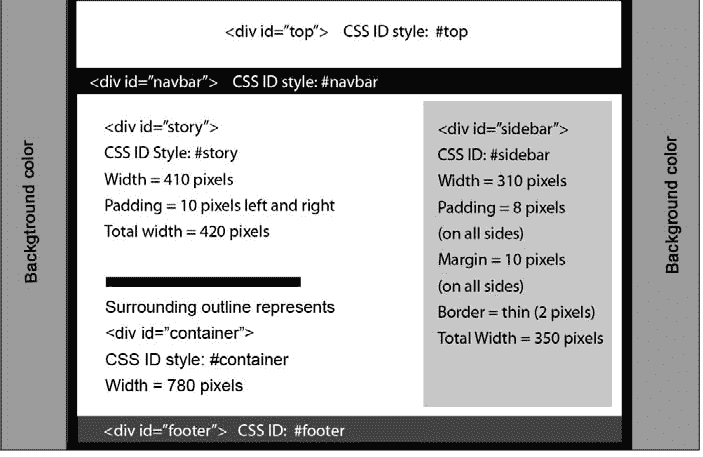 <div id="top"> CSS ID style: #top
<div id="navbar"> CSS ID style: #navbar
Backgtround color
<div id="story">
CSS ID Style: #story
Width = 410 pixels
Padding = 10 pixels left and right
Total width = 420 pixels
Surrounding outline represents
<div id="container">
CSS ID style: #container
Width = 780 pixels
<div id="sidebar">
CSS ID: #sidebar
Width = 310 pixels
Padding = 8 pixels
(on all sides)
Margin = 10 pixels
(on all sides)
Border = thin (2 pixels)
Total Width = 350 pixels
Background color
<div id="footer"> CSS ID: #footer